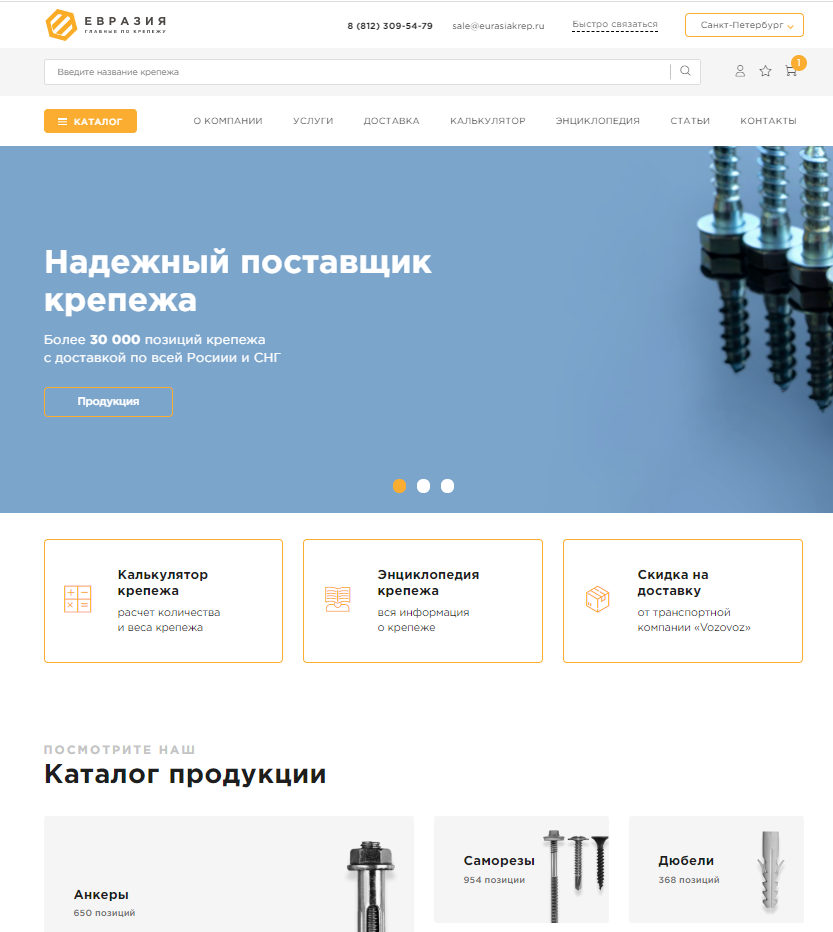 ЕВРАЗИЯ
ГЛАВНЫЕ ПО КРЕПЕЖУ
8 (812) 309-54-79
sale@eurasiakrep.ru
Быстро связаться
Санкт-Петербург
Введите название крепежа
1
КАТАЛОГ
О КОМПАНИИ
УСЛУГИ
ДОСТАВКА
КАЛЬКУЛЯТОР
ЭНЦИКЛОПЕДИЯ
СТАТЬИ
КОНТАКТЫ
Надежный поставщик
крепежа
Более 30 000 позиций крепежа
с доставкой по всей Росиии и СНГ
Продукция
Калькулятор
крепежа
расчет количества
и веса крепежа
Энциклопедия
крепежа
вся информация
о крепеже
Скидка на
доставку
от транспортной
компании «Vozovoz»
ПОСМОТРИТЕ НАШ
Каталог продукции
Анкеры
650 позиций
Саморезы
954 позиции
Дюбели
368 позиций